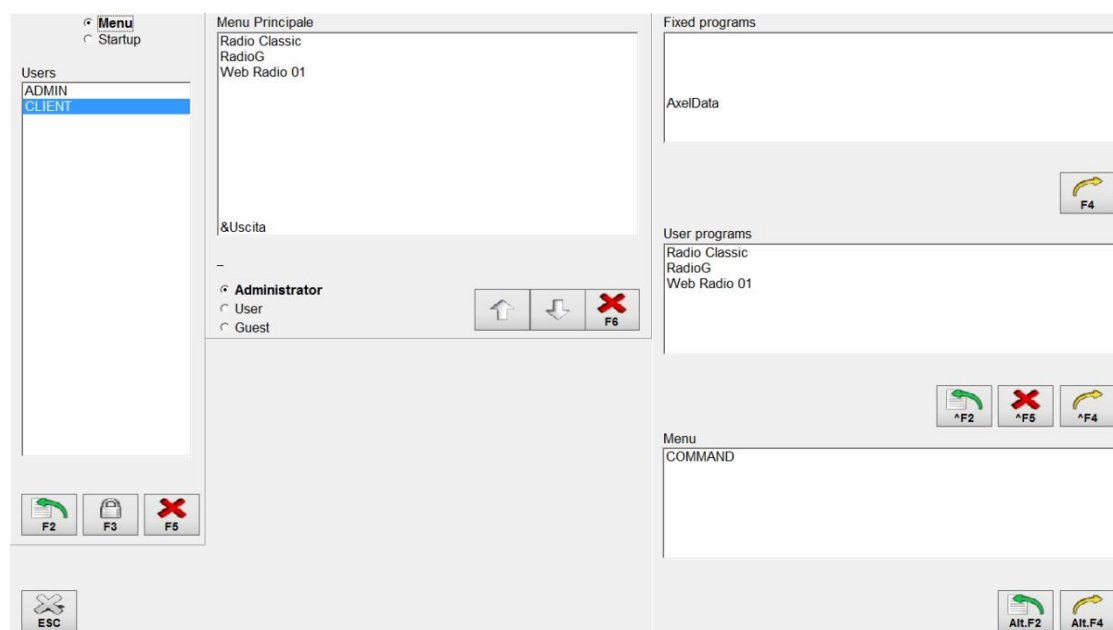 Menu
Startup
Users
ADMIN
CLIENT
F2
F3
F5
ESC
Menu Principale
Radio Classic
RadioG
Web Radio 01
&Uscita
_
Administrator
User
Guest
F6
Fixed programs
AxelData
F4
User programs
Radio Classic
RadioG
Web Radio 01
^F2
^F5
^F4
Menu
COMMAND
Alt.F2
Alt.F4